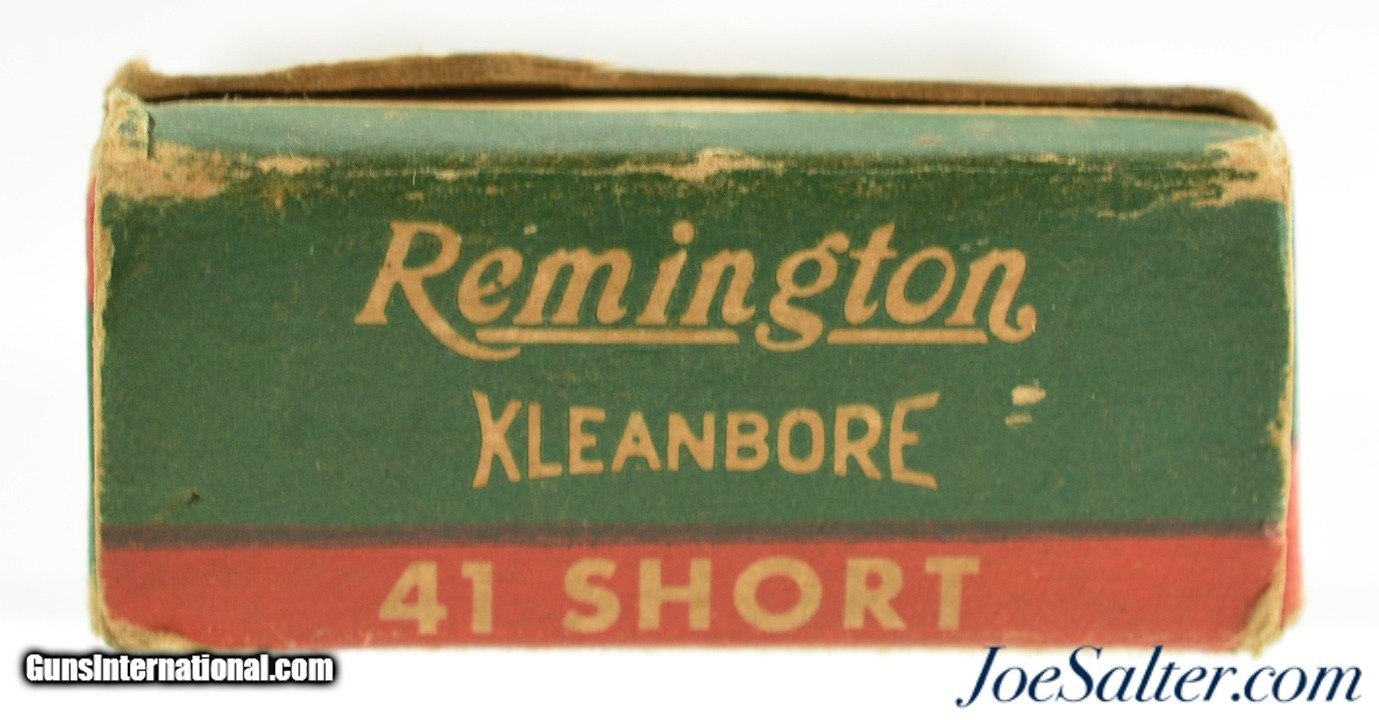 Remington
KLEANBORE
41 SHORT
GunsInternational.com
JoeSalter.com